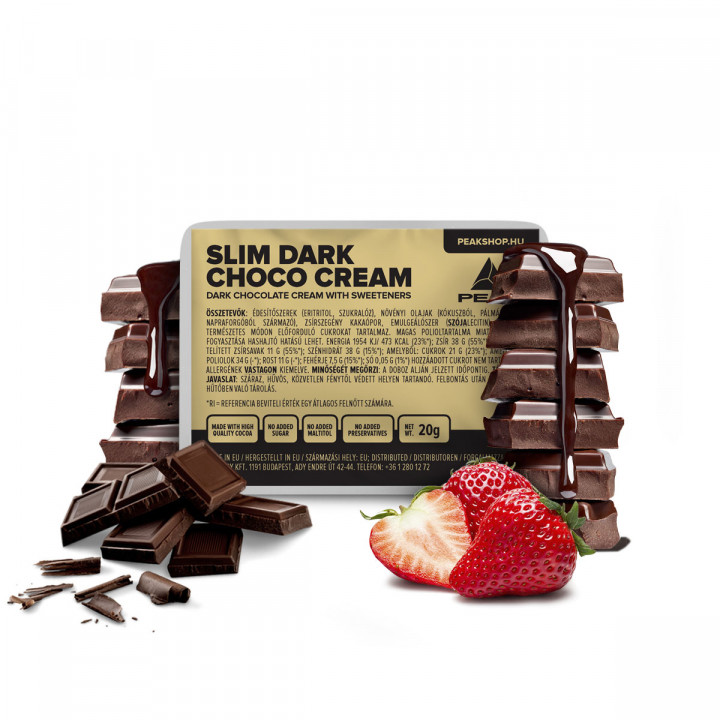 PEAKSHOP.HU
SLIM DARK
CHOCO CREAM
DARK CHOCOLATE CREAM WITH SWEETENERS
ÖSSZETEVŐK: ÉDESÍTŐSZEREK (ERITRITOL, SZUKRALÓZ), NÖVÉNYI OLAJAK (KÓKUSZBÓL, PÁLMÁ
NAPRAFORGÓBÓL SZÁRMAZÓ), ZSÍRSZEGÉNY KAKAÓPOR, EMULGEÁLÓSZER (SZÓJALECITIN)
TERMÉSZETES MÓDON ELŐFORDULÓ CUKROKAT TARTALMAZ. MAGAS POLIOLTARTALMA MIAT
FOGYASZTÁSA HASHAJTÓ HATÁSÚ LEHET. ENERGIA 1954 KJ/ 473 KCAL (23%*); ZSÍR 38 G (55%*)
TELÍTETT ZSÍRSAVAK 11 G (55%*); SZÉNHIDRÁT 38 G (15%*); AMELYBŐL: CUKROK 21 G (23%*);
POLIOLOK 34 G (-*); ROST 11 G (-*); FEHÉRJE 7,5 G (15%*); SÓ 0,05 G (1%*) HOZZÁADOTT CUKROT NEM TART
ALLERGÉNEK VASTAGON KIEMELVE. MINŐSÉGÉT MEGŐRZI: A DOBOZ ALJÁN JELZETT IDŐPONTIG.
JAVASLAT: SZÁRAZ, HŰVÖS, KÖZVETLEN FÉNYTŐL VÉDETT HELYEN TARTANDÓ. FELBONTÁS UTÁN
HŰTŐBEN VALÓ TÁROLÁS.
*RI = REFERENCIA BEVITELI ÉRTÉK EGY ÁTLAGOS FELNŐTT SZÁMÁRA.
MADE WITH HIGH
QUALITY COCOA
NO ADDED
SUGAR
NO ADDED
MALTITOL
NO ADDED
PRESERVATIVES
NET
WT. 20g
IN EU / HERGESTELLT IN EU / SZÁRMAZÁSI HELY: EU; DISTRIBUTED / DISTRIBUTOREN /
KFT. 1191 BUDAPEST, ADY ENDRE ÚT 42-44. TELEFON: +36 1 280 12 72